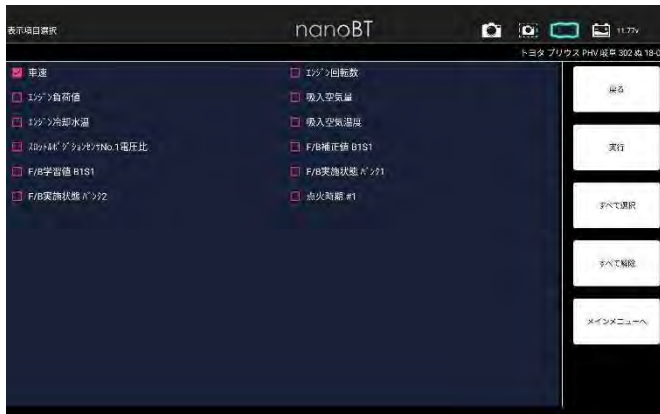 表示項目選択
nanoBT
11.77v
トヨタ プリウス PHV 岐阜 302 ぬ 18-0
車速
ｴﾝｼﾞﾝ回転数
ｴﾝｼﾞﾝ負荷値
吸入空気量
ｴﾝｼﾞﾝ冷却水温
吸入空気温度
ｽﾛｯﾄﾙﾎﾟｼﾞｼｮﾝｾﾝｻNo.1電圧比
F/B補正値 B1S1
F/B学習値 B1S1
F/B実施状態 ﾊﾞﾝｸ1
F/B実施状態 ﾊﾞﾝｸ2
点火時期 #1
戻る
実行
すべて選択
すべて解除
メインメニューへ